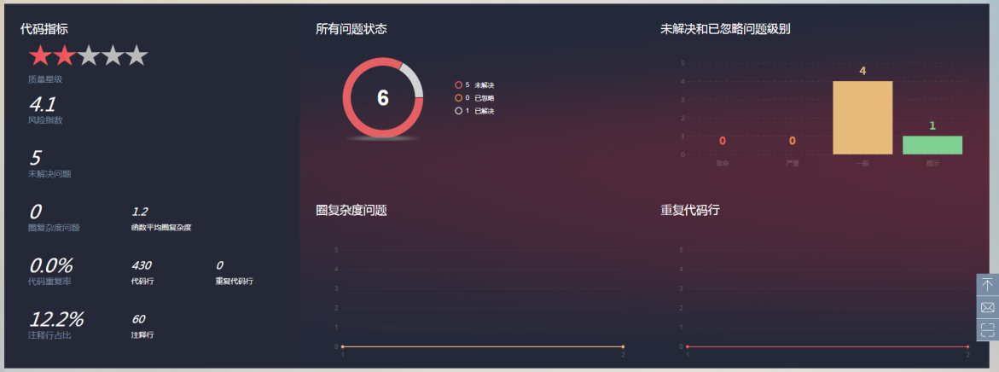 代码指标
质量星级
4.1
风险指数
5
未解决问题
0
圈复杂度问题
1.2
函数平均圈复杂度
0.0%
代码重复率
430
代码行
0
重复代码行
12.2%
注释行占比
60
注释行
所有问题状态
6
5 未解决
0 已忽略
1 已解决
未解决和已忽略问题级别
5
4
3
2
1
0
0
0
4
1
致命
严重
一般
提示
圈复杂度问题
5
4
3
2
1
0
1 2
重复代码行
5
4
3
2
1
0
1 2